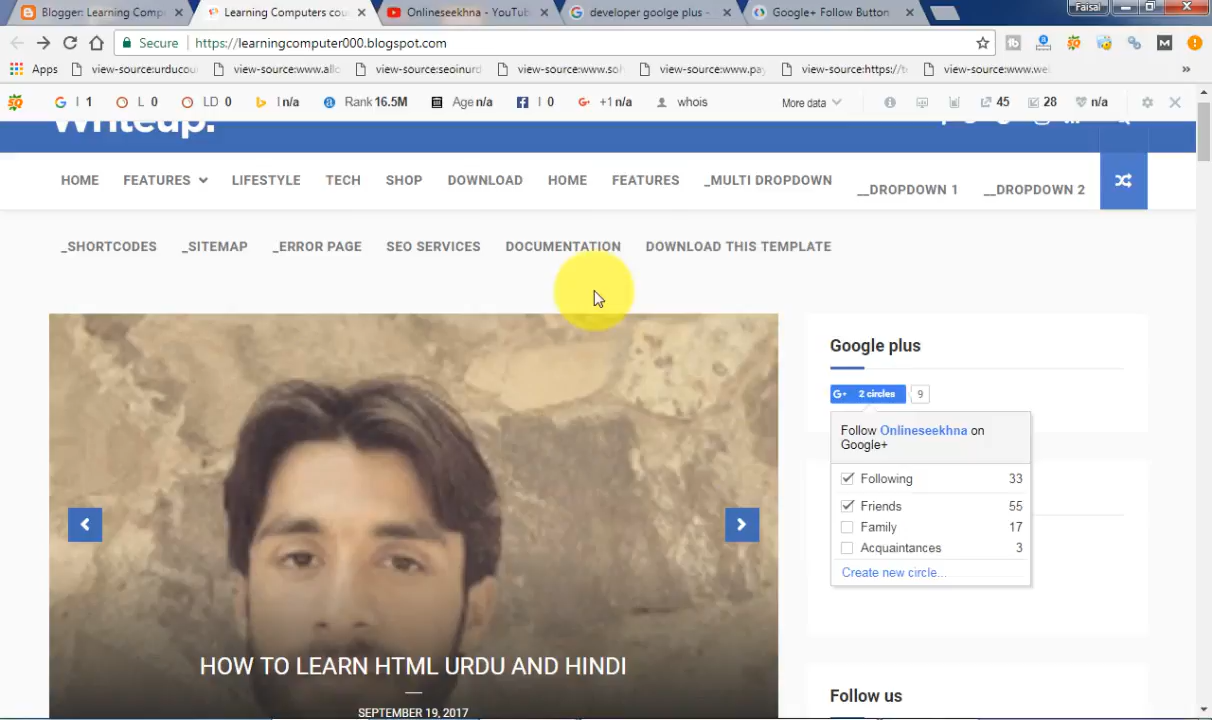 Blogger: Learning Comp
Learning Computers cou
Onlineseekhna - YouTu
developer goolge plus -
Google+ Follow Button
Faisal
Secure
https://learningcomputer000.blogspot.com
Apps
view-source:urducou
view-source:www.allc
view-source:seoinurd
view-source:www.sof
view-source:www.pay
view-source:https://te
view-source:www.wel
»
I 1
L 0
LD 0
I n/a
Rank 16.5M
Age n/a
I 0
+1 n/a
whois
More data
45
28
n/a
Writeup.
HOME
FEATURES
LIFESTYLE
TECH
SHOP
DOWNLOAD
HOME
FEATURES
_MULTI DROPDOWN
__DROPDOWN 1
__DROPDOWN 2
_SHORTCODES
_SITEMAP
_ERROR PAGE
SEO SERVICES
DOCUMENTATION
DOWNLOAD THIS TEMPLATE
Google plus
G+ 2 circles
9
Follow Onlineseekhna on
Google+
Following 33
Friends 55
Family 17
Acquaintances 3
Create new circle...
HOW TO LEARN HTML URDU AND HINDI
SEPTEMBER 19, 2017
Follow us